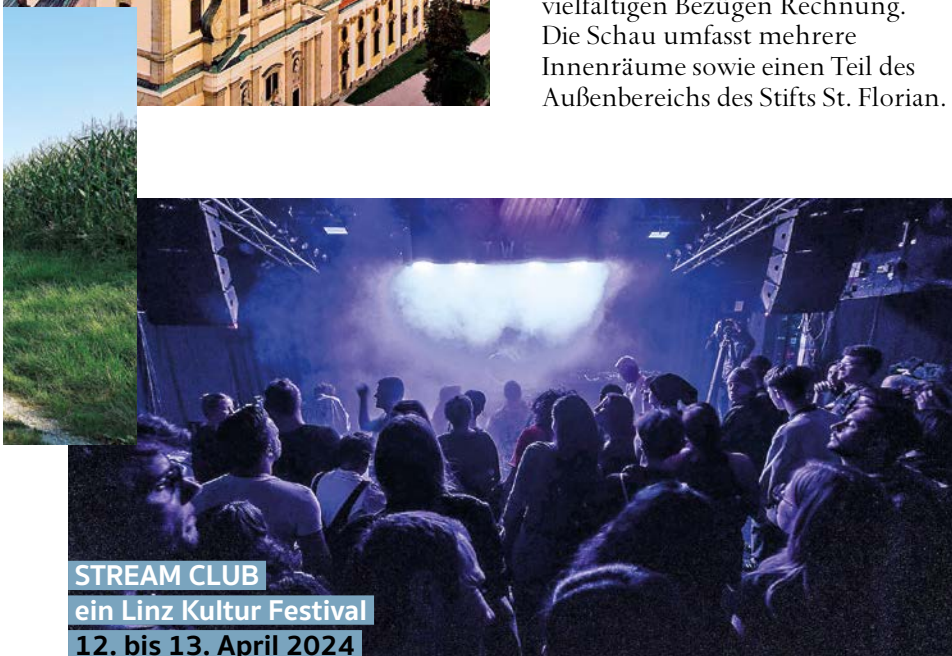 vielfältigen Bezügen Rechnung.
Die Schau umfasst mehrere
Innenräume sowie einen Teil des
Außenbereichs des Stifts St. Florian.
STREAM CLUB
ein Linz Kultur Festival
12. bis 13. April 2024